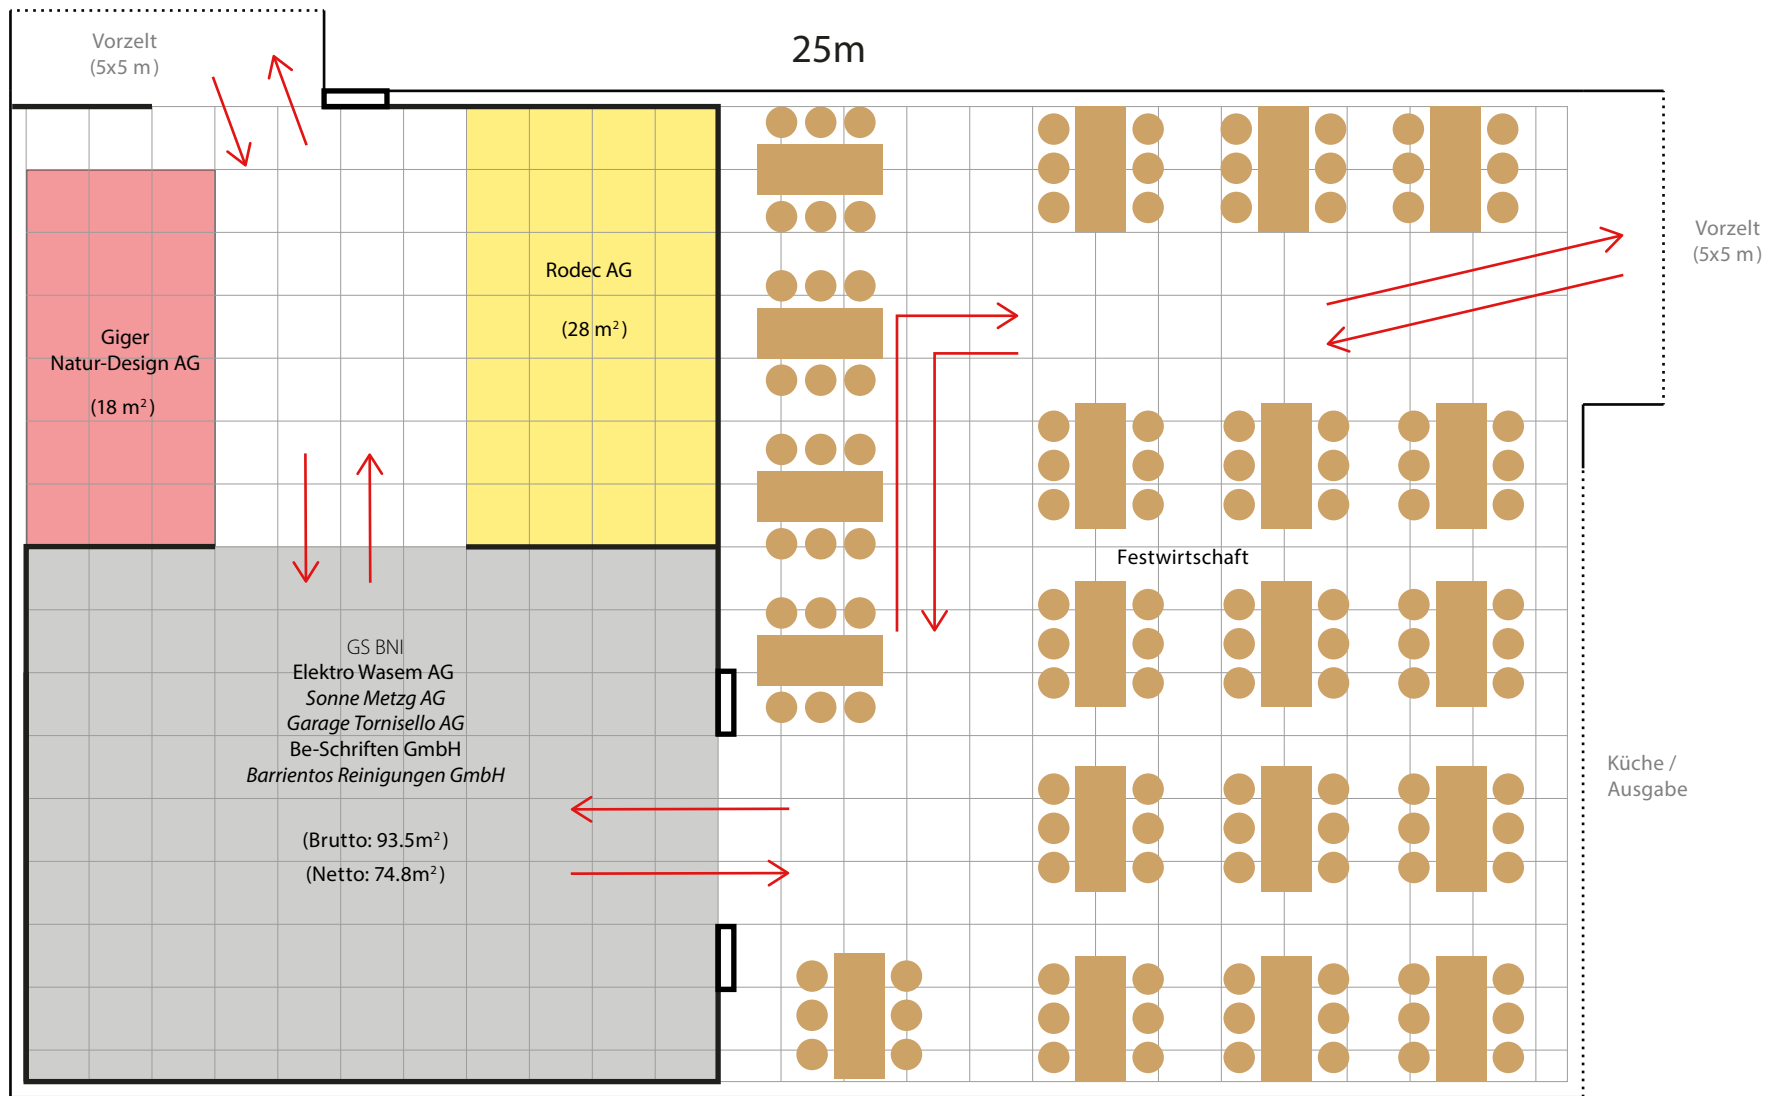 Vorzelt
(5x5 m)
25m
Vorzelt
(5x5 m)
Rodec AG
(28 m²)
Giger
Natur-Design AG
(18 m²)
Festwirtschaft
GS BNI
Elektro Wasem AG
Sonne Metzg AG
Garage Tornisello AG
Be-Schriften GmbH
Barrientos Reinigungen GmbH
(Brutto: 93.5m²)
(Netto: 74.8m²)
Küche /
Ausgabe